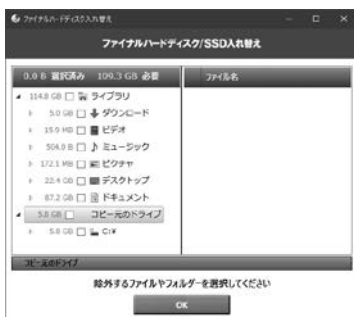 ファイナルハードディスク入れ替え
ファイナルハードディスク/SSD入れ替え
0.0 B 選択済み 109.3 GB 必要 ファイル名
114.8 GB ライブラリ
5.0 GB ダウンロード
15.9 MB ビデオ
504.0 B ミュージック
172.1 MB ピクチャ
22.4 GB デスクトップ
87.2 GB ドキュメント
5.8 GB コピー元のドライブ
5.8 GB C:¥
コピー元のドライブ
除外するファイルやフォルダーを選択してください
OK